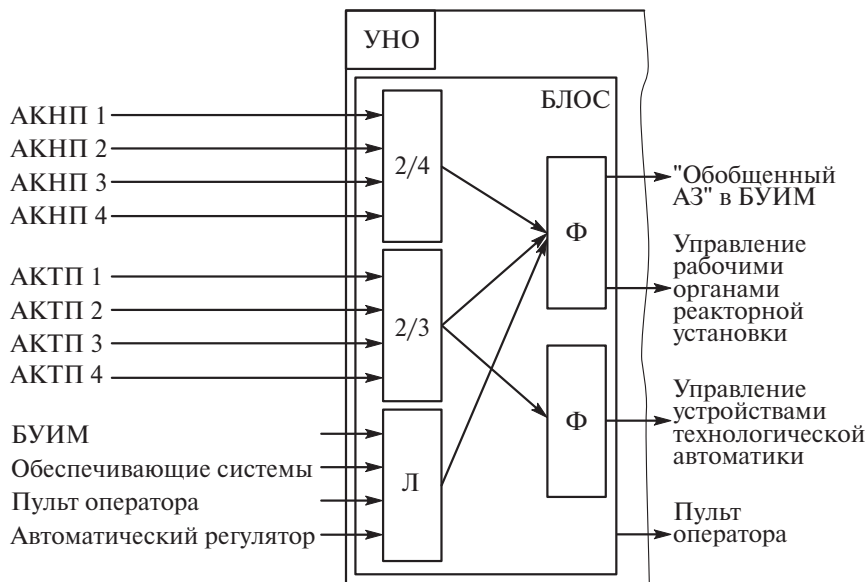 УНО
БЛОС
АКНП 1
АКНП 2
АКНП 3
АКНП 4
2/4
АКТП 1
АКТП 2
АКТП 3
АКТП 4
2/3
БУИМ
Обеспечивающие системы
Пульт оператора
Автоматический регулятор
Л
Ф
Ф
"Обобщенный
АЗ" в БУИМ
Управление
рабочими
органами
реакторной
установки
Управление
устройствами
технологической
автоматики
Пульт
оператора